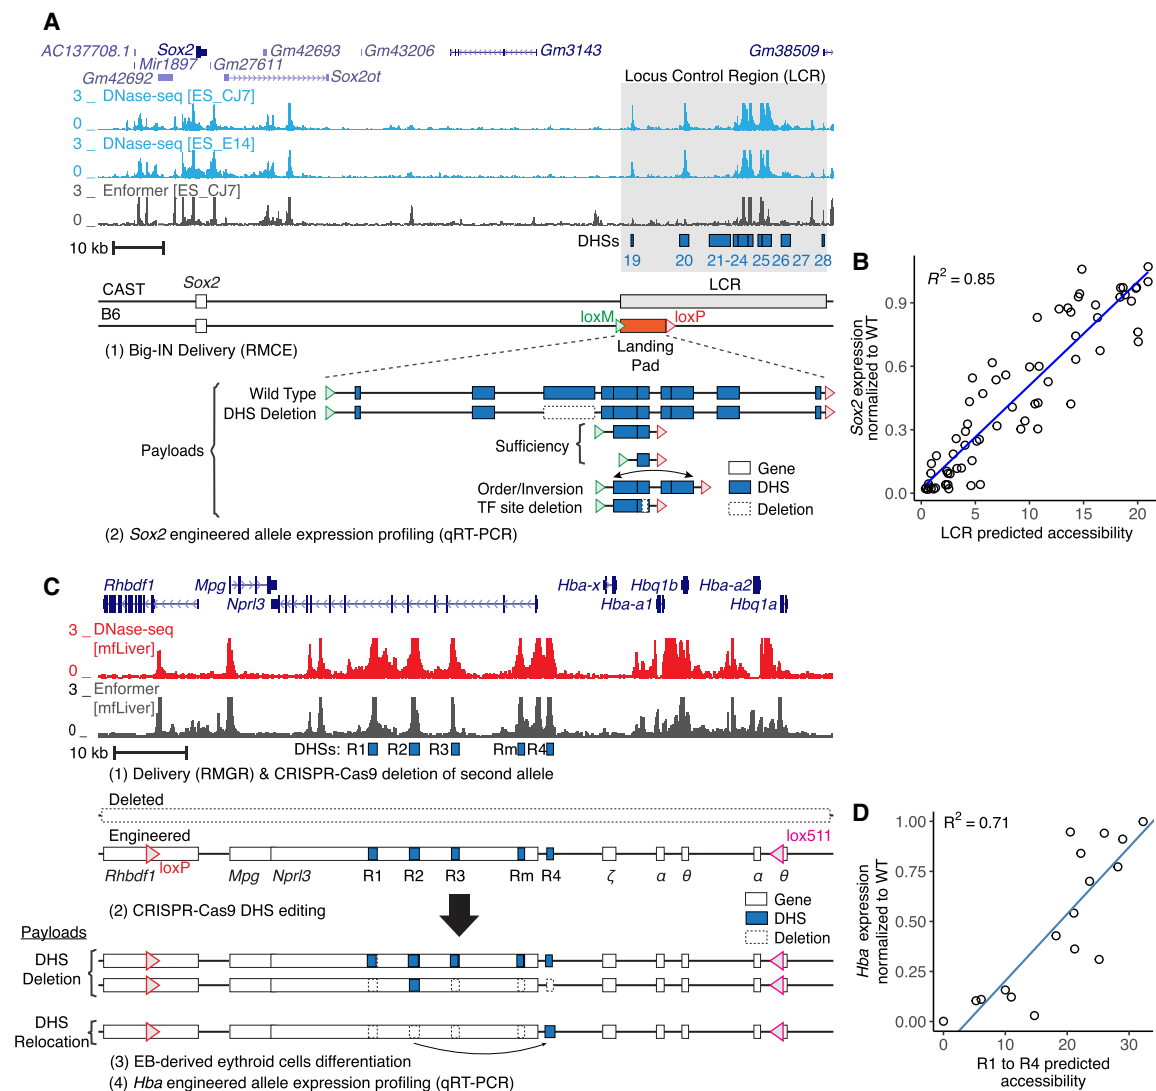 A
AC137708.1 Sox2 Gm42693 Gm43206 Gm3143 Gm38509
Mir1897 Gm27611
Gm42692 Sox2ot
Locus Control Region (LCR)
3 _ DNase-seq [ES_CJ7]
0 _
3 _ DNase-seq [ES_E14]
0 _
3 _ Enformer [ES_CJ7]
0 _
10 kb
DHSs
19 20 21-24 25 26 27 28
CAST Sox2 LCR
B6 loxM loxP
(1) Big-IN Delivery (RMCE)
Landing
Pad
Wild Type
DHS Deletion
Payloads
Sufficiency
Order/Inversion
TF site deletion
Gene
DHS
Deletion
(2) Sox2 engineered allele expression profiling (qRT-PCR)
B
R² = 0.85
Sox2 expression
normalized to WT
0.9
0.6
0.3
0.0
0 5 10 15 20
LCR predicted accessibility
C
Rhbdf1 Mpg Hba-x Hbq1b Hba-a2
Nprl3 Hba-a1 Hbq1a
3 _ DNase-seq
[mfLiver]
0 _
3 _ Enformer
[mfLiver]
0 _
10 kb
DHSs: R1 R2 R3 Rm R4
(1) Delivery (RMGR) & CRISPR-Cas9 deletion of second allele
Deleted
Engineered lox511
loxP
Rhbdf1 Mpg Nprl3 R1 R2 R3 Rm R4 ζ α θ α θ
(2) CRISPR-Cas9 DHS editing
Gene
DHS
Deletion
Payloads
DHS
Deletion
DHS
Relocation
(3) EB-derived eythroid cells differentiation
(4) Hba engineered allele expression profiling (qRT-PCR)
D
R² = 0.71
Hba expression
normalized to WT
1.00
0.75
0.50
0.25
0.00
0 10 20 30
R1 to R4 predicted
accessibility